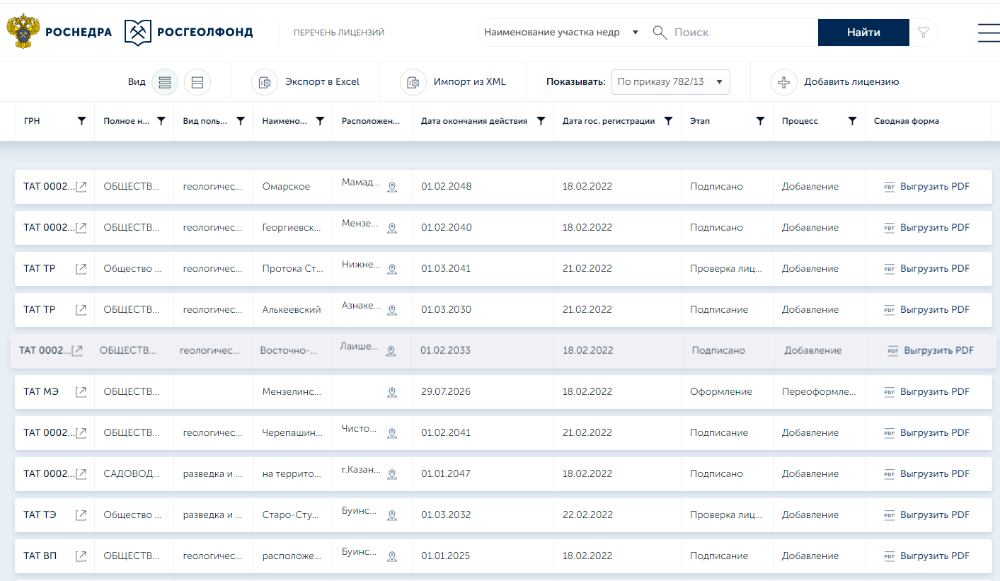 РОСНЕДРА РОСГЕОЛФОНД ПЕРЕЧЕНЬ ЛИЦЕНЗИЙ Наименование участка недр Поиск Найти
Вид Экспорт в Excel Импорт из XML Показывать: По приказу 782/13 Добавить лицензию
ГРН Полное н... Вид поль... Наимено... Расположен... Дата окончания действия Дата гос. регистрации Этап Процесс Сводная форма
ТАТ 0002... ОБЩЕСТВ... геологичес... Омарское Мамад... 01.02.2048 18.02.2022 Подписано Добавление PDF Выгрузить PDF
ТАТ 0002... ОБЩЕСТВ... геологичес... Георгиевск... Мензе... 01.02.2040 18.02.2022 Подписано Добавление PDF Выгрузить PDF
ТАТ ТР Общество ... геологичес... Протока Ст... Нижне... 01.03.2041 21.02.2022 Проверка лиц... Добавление PDF Выгрузить PDF
ТАТ ТР ОБЩЕСТВ... геологичес... Алькеевский Азнаке... 01.03.2030 21.02.2022 Подписание Добавление PDF Выгрузить PDF
ТАТ 0002... ОБЩЕСТВ... геологичес... Восточно-... Лаише... 01.02.2033 18.02.2022 Подписано Добавление PDF Выгрузить PDF
ТАТ МЭ ОБЩЕСТВ... Мензелинс... 29.07.2026 18.02.2022 Оформление Переоформле... PDF Выгрузить PDF
ТАТ 0002... ОБЩЕСТВ... геологичес... Черепашин... Чисто... 01.02.2041 21.02.2022 Подписание Добавление PDF Выгрузить PDF
ТАТ 0002... САДОВОД... разведка и ... на террито... г.Казан... 01.01.2047 18.02.2022 Подписано Добавление PDF Выгрузить PDF
ТАТ ТЭ Общество ... разведка и ... Старо-Сту... Буинс... 01.03.2032 22.02.2022 Проверка лиц... Добавление PDF Выгрузить PDF
ТАТ ВП ОБЩЕСТВ... геологичес... расположе... Буинс... 01.01.2025 18.02.2022 Подписание Добавление PDF Выгрузить PDF